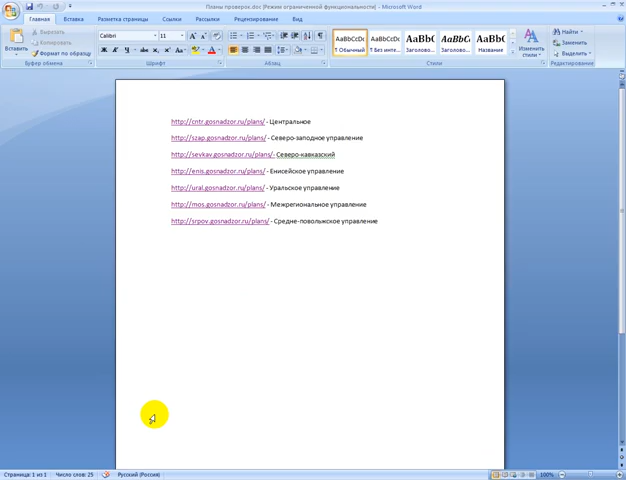 Планы проверок.doc [Режим ограниченной функциональности] - Microsoft Word
Главная Вставка Разметка страницы Ссылки Рассылки Рецензирование Вид
Вставить
Вырезать
Копировать
Формат по образцу
Буфер обмена
Calibri 11
Шрифт
Абзац
AaBbCcDc AaBbCcDc AaBbC AaBbCc AaBbC
¶ Обычный ¶ Без инте... Заголово... Заголово... Название
Стили
Изменить стили
Найти
Заменить
Выделить
Редактирование
http://cntr.gosnadzor.ru/plans/ - Центральное
http://szap.gosnadzor.ru/plans/ - Северо-заподное управление
http://sevkav.gosnadzor.ru/plans/ - Северо-кавказский
http://enis.gosnadzor.ru/plans/ - Енисейское управление
http://ural.gosnadzor.ru/plans/ - Уральское управление
http://mos.gosnadzor.ru/plans/ - Межрегиональное управление
http://srpov.gosnadzor.ru/plans/ - Средне-поволжское управление
Страница: 1 из 1 Число слов: 25 Русский (Россия) 100%